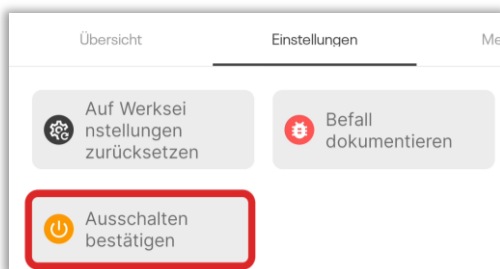 Übersicht Einstellungen Me
Auf Werksei
nstellungen
zurücksetzen
Befall
dokumentieren
Ausschalten
bestätigen